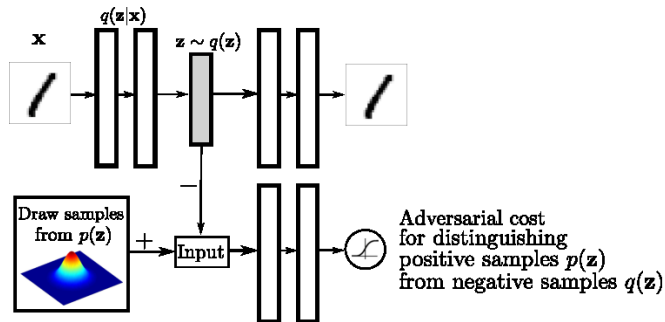 q(z|x)
x
z ∼ q(z)
−
Draw samples
from p(z)
+
Input
Adversarial cost
for distinguishing
positive samples p(z)
from negative samples q(z)